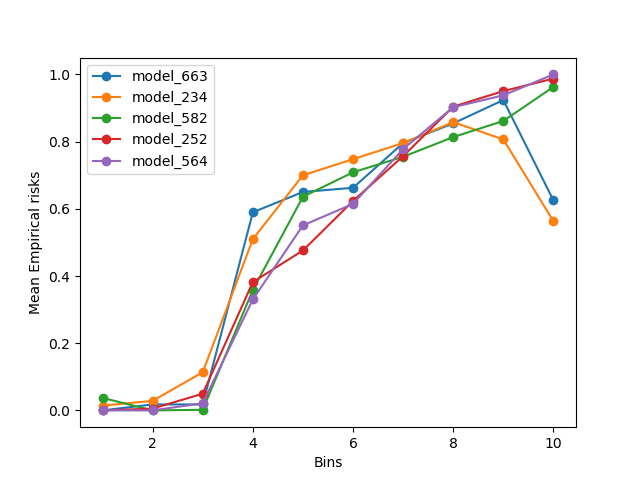 model_663
model_234
model_582
model_252
model_564
1.0
0.8
0.6
0.4
0.2
0.0
Mean Empirical risks
2 4 6 8 10
Bins